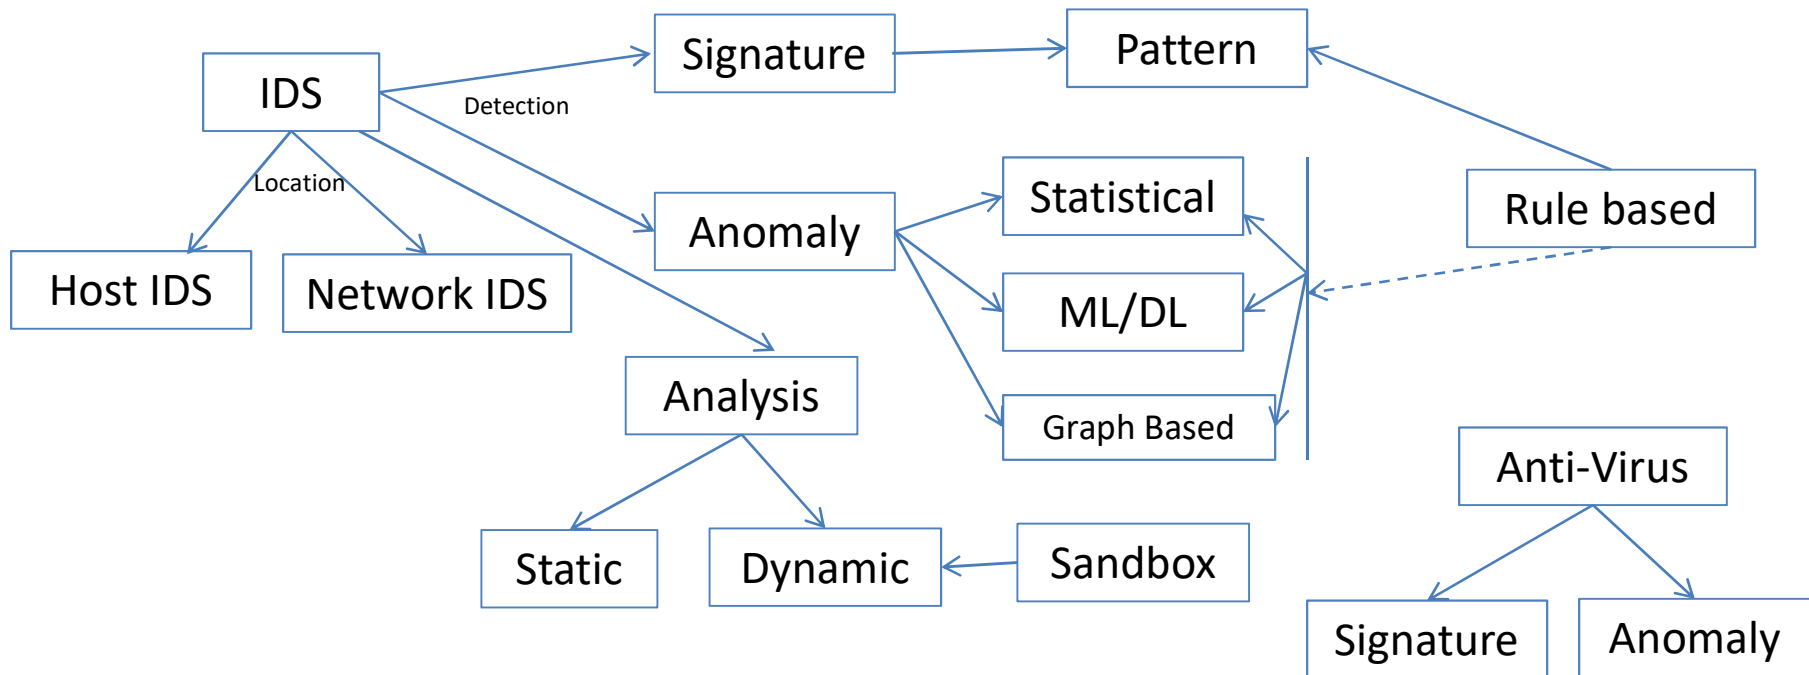 Signature
Pattern
IDS
Detection
Location
Statistical
Rule based
Anomaly
Host IDS
Network IDS
ML/DL
Analysis
Graph Based
Anti-Virus
Static
Dynamic
Sandbox
Signature
Anomaly